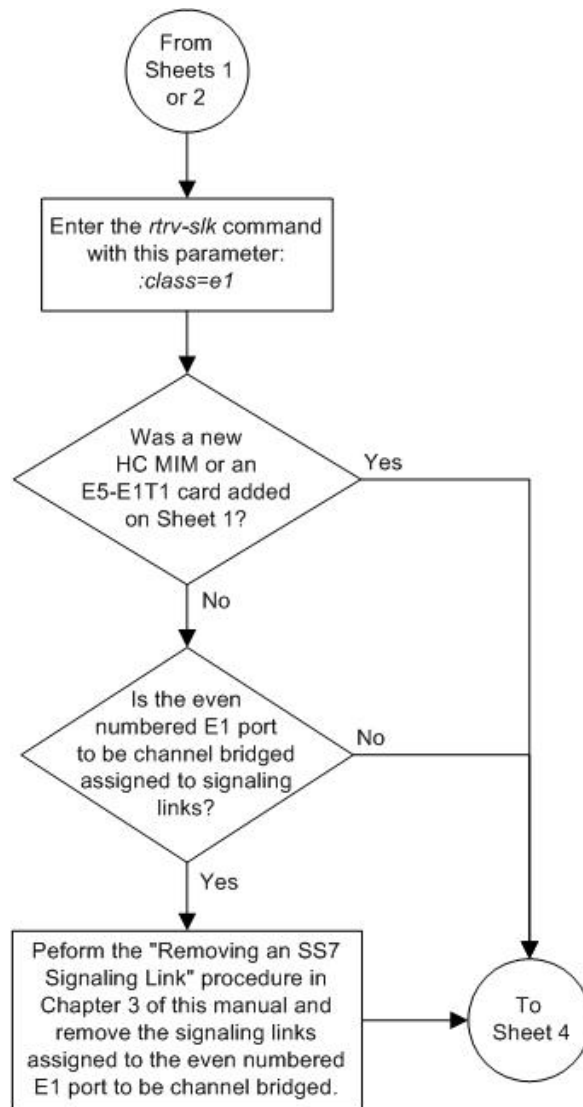 From
Sheets 1
or 2
Enter the rtrv-slk command
with this parameter:
:class=e1
Was a new
HC MIM or an
E5-E1T1 card added
on Sheet 1?
Yes
No
Is the even
numbered E1 port
to be channel bridged
assigned to signaling
links?
No
Yes
Peform the "Removing an SS7
Signaling Link" procedure in
Chapter 3 of this manual and
remove the signaling links
assigned to the even numbered
E1 port to be channel bridged.
To
Sheet 4